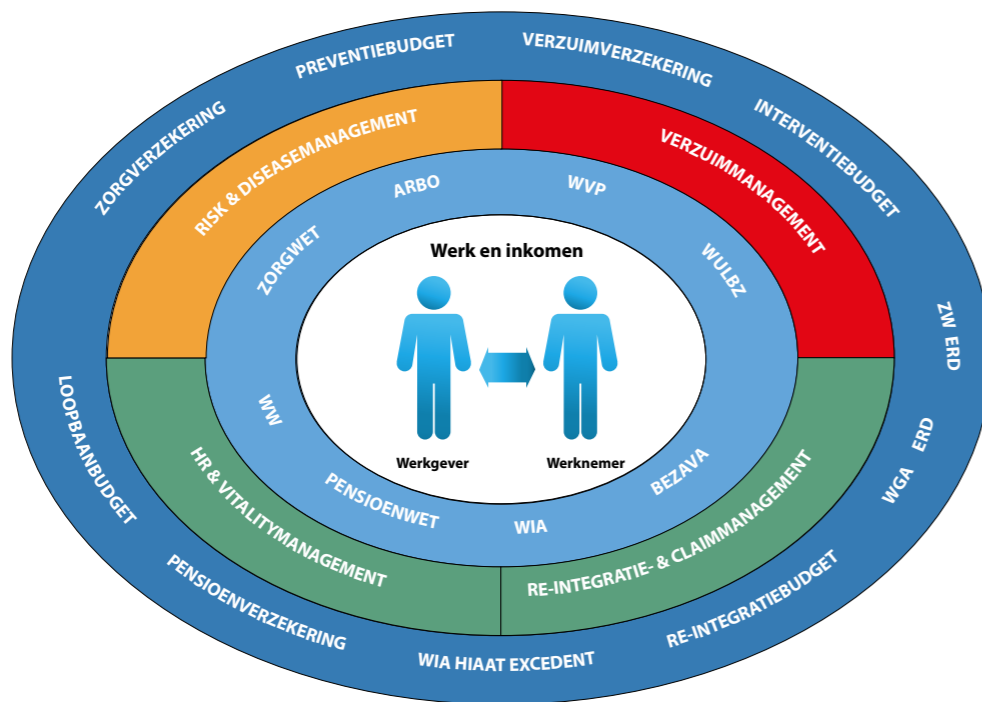 PREVENTIEBUDGET
VERZUIMVERZEKERING
INTERVENTIEBUDGET
ZW ERD
WGA ERD
RE-INTEGRATIEBUDGET
WIA HIAAT EXCEDENT
PENSIOENVERZEKERING
LOOPBAANBUDGET
ZORGVERZEKERING
RISK & DISEASEMANAGEMENT
VERZUIMMANAGEMENT
RE-INTEGRATIE- & CLAIMMANAGEMENT
HR & VITALITYMANAGEMENT
ARBO
WVP
WULBZ
BEZAVA
WIA
PENSIOENWET
WW
ZORGWET
Werk en inkomen
Werkgever
Werknemer